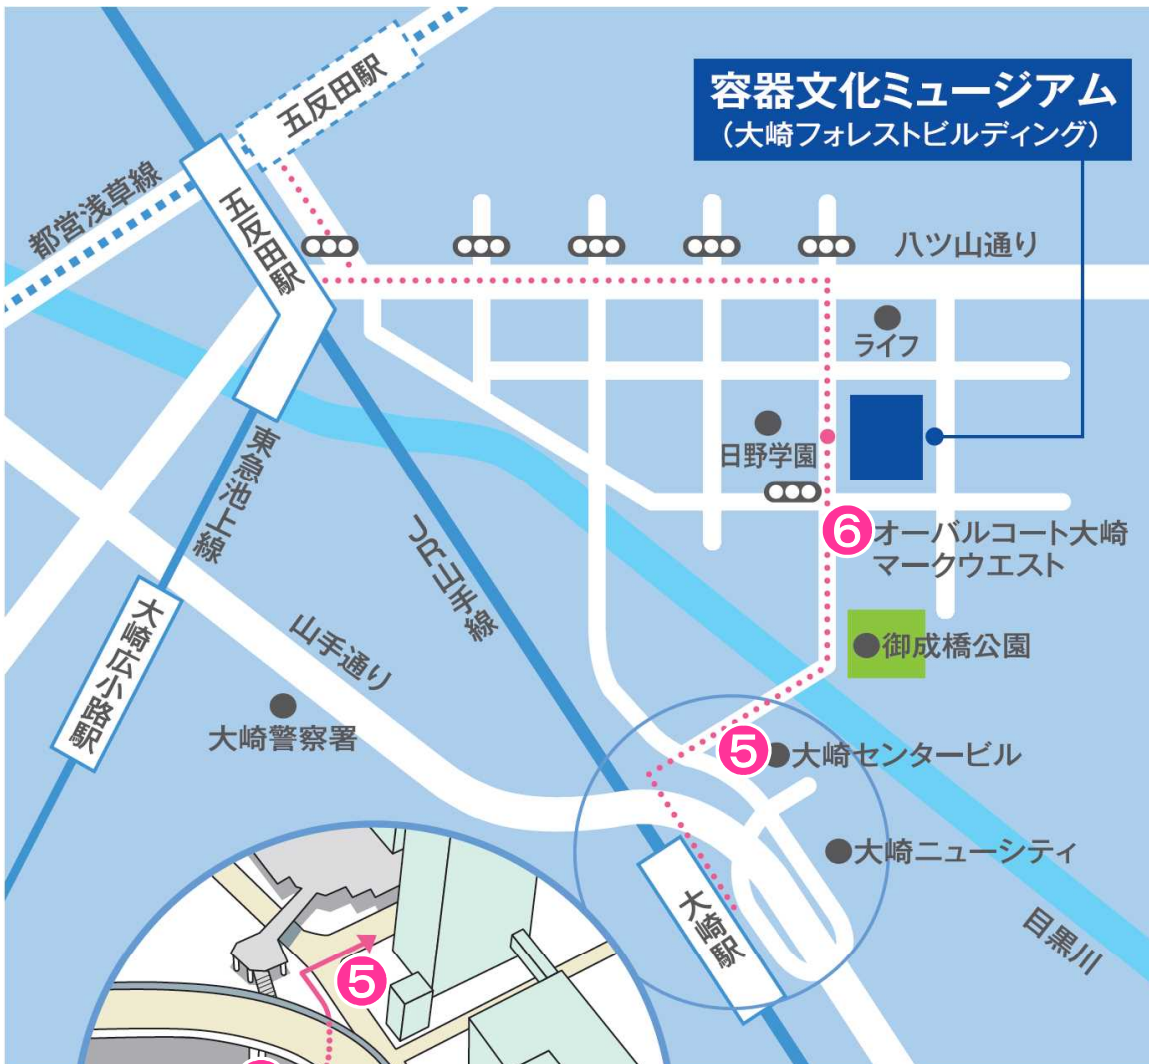 五反田駅
容器文化ミュージアム
（大崎フォレストビルディング）
都営浅草線
五反田駅
八ツ山通り
ライフ
日野学園
東急池上線
JR山手線
⑥
オーバルコート大崎
マークウエスト
大崎広小路駅
山手通り
御成橋公園
大崎警察署
⑤
大崎センタービル
大崎ニューシティ
大崎駅
目黒川
⑤